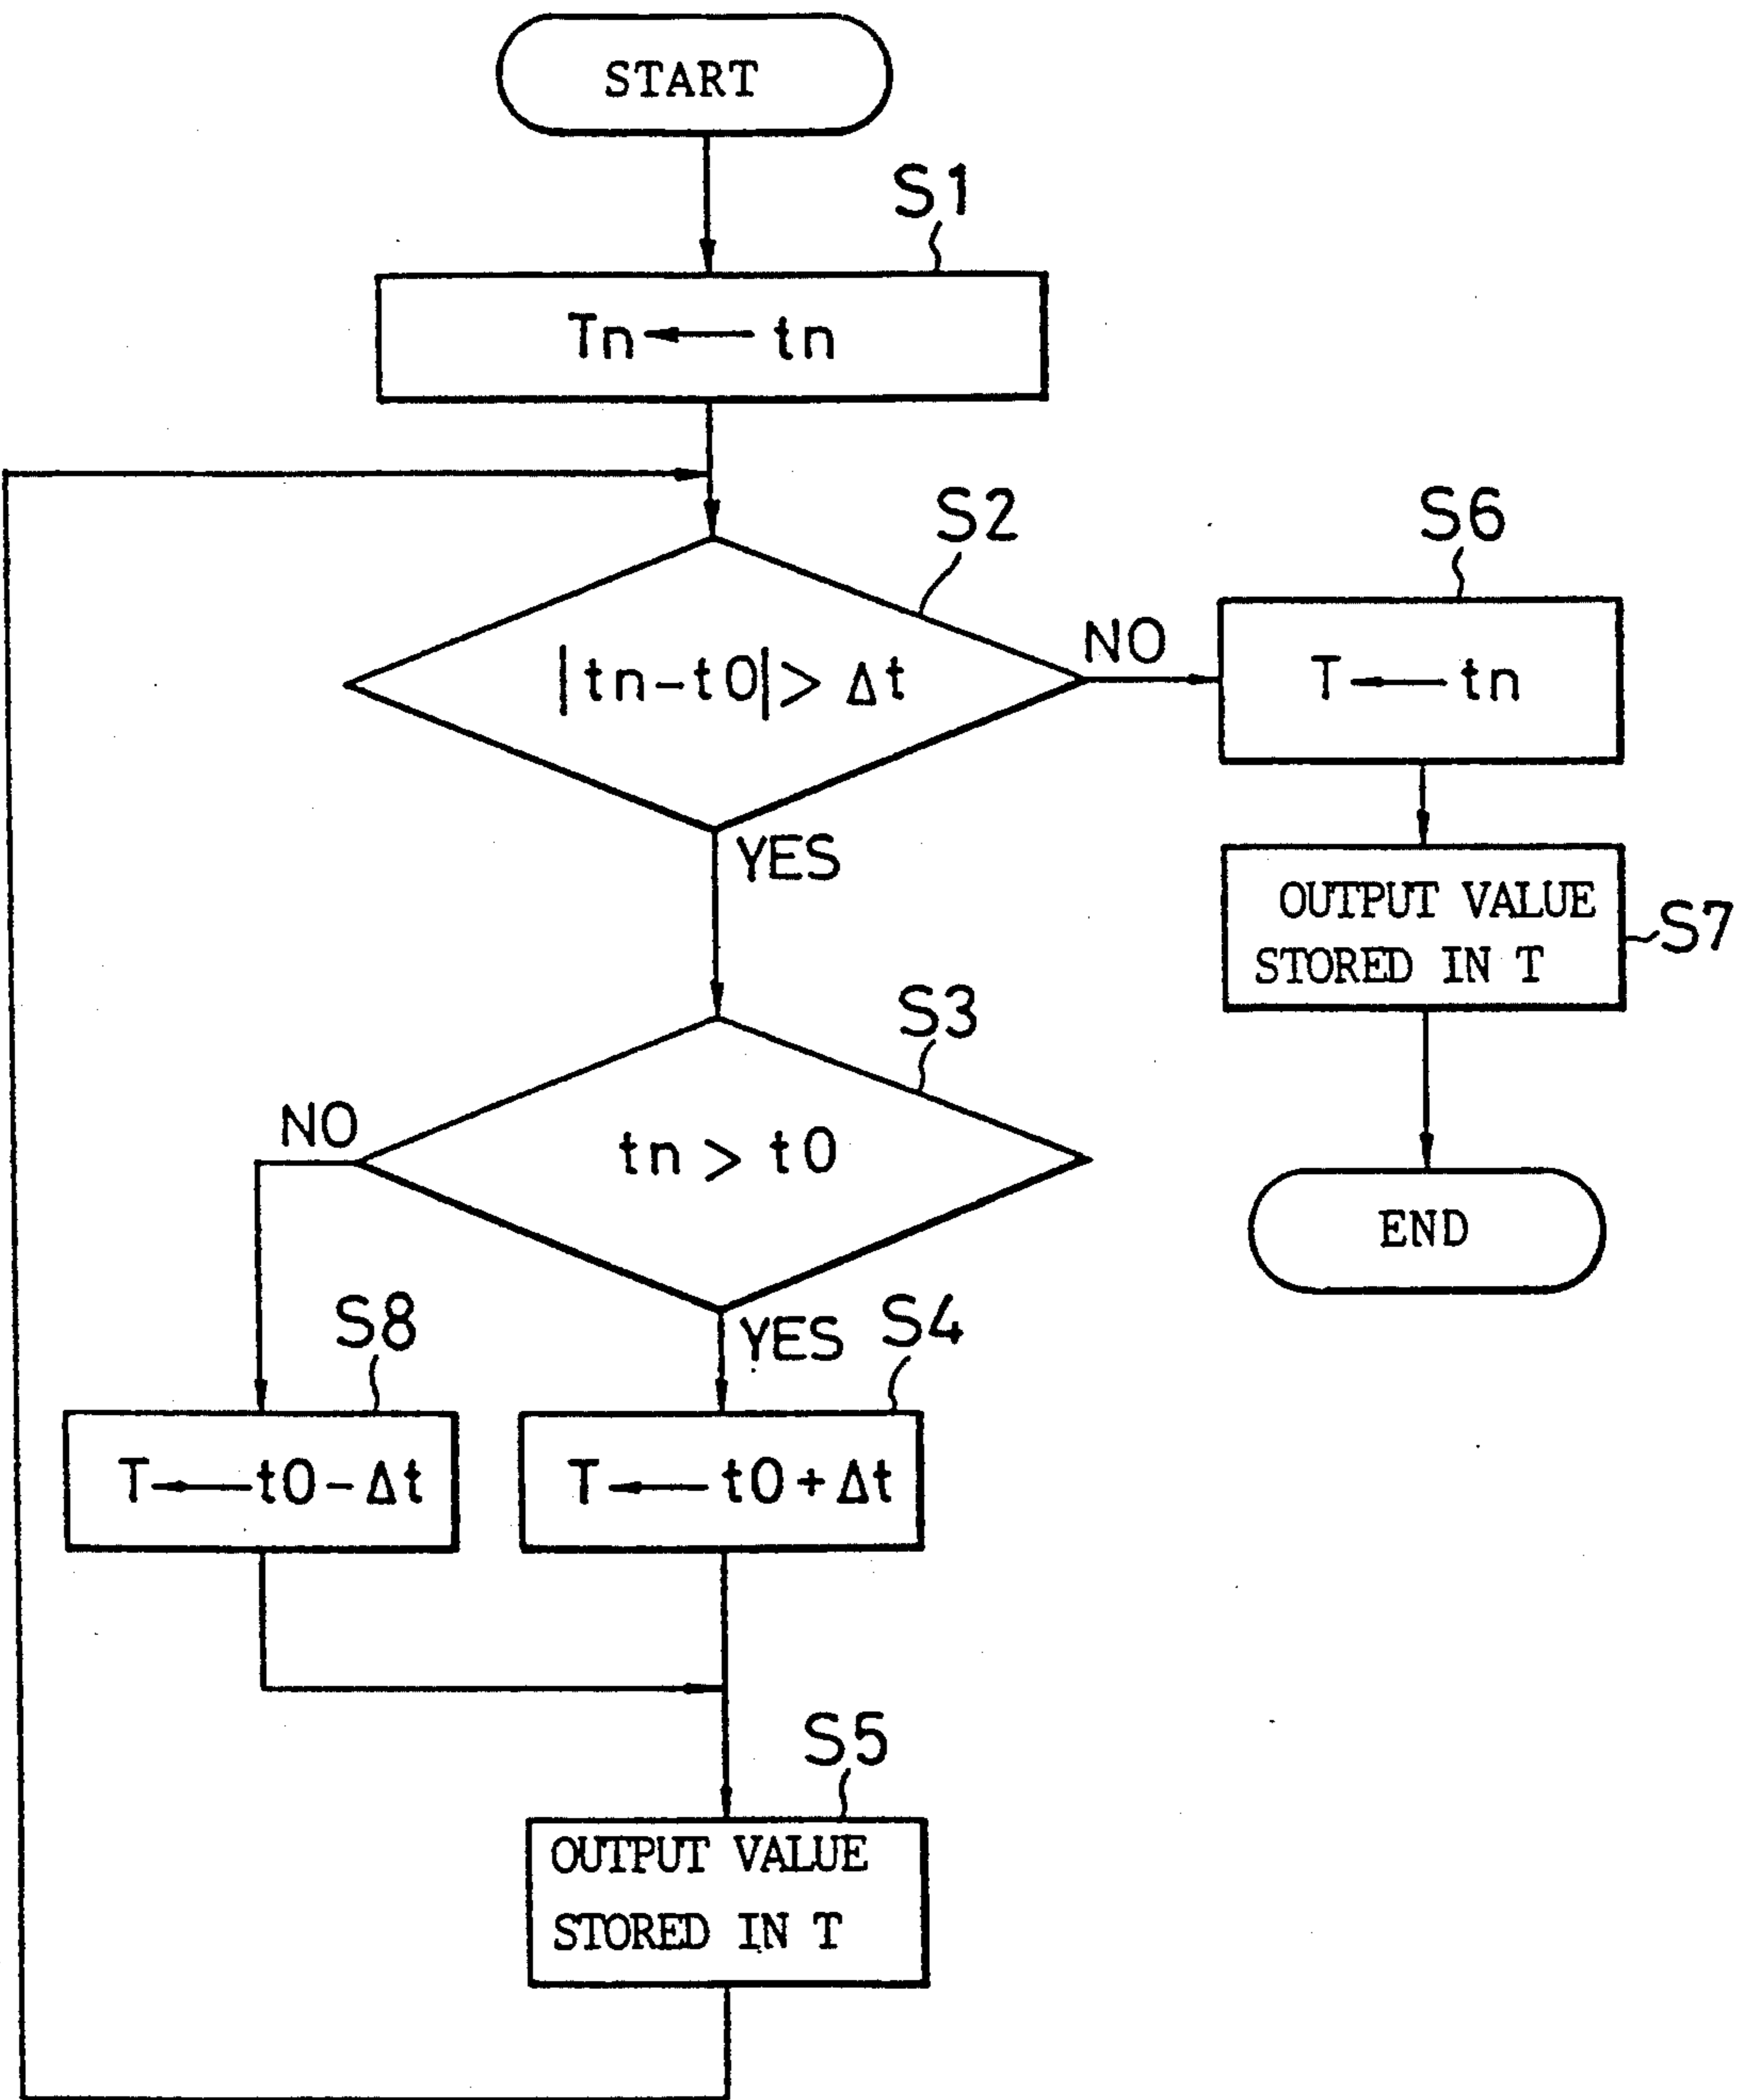 START
S1
Tn ← tn
S2
|tn-t0| > Δt
NO
S6
T ← tn
YES
OUTPUT VALUE
STORED IN T
S7
S3
NO
tn > t0
END
YES
S8
S4
T ← t0-Δt
T ← t0+Δt
S5
OUTPUT VALUE
STORED IN T